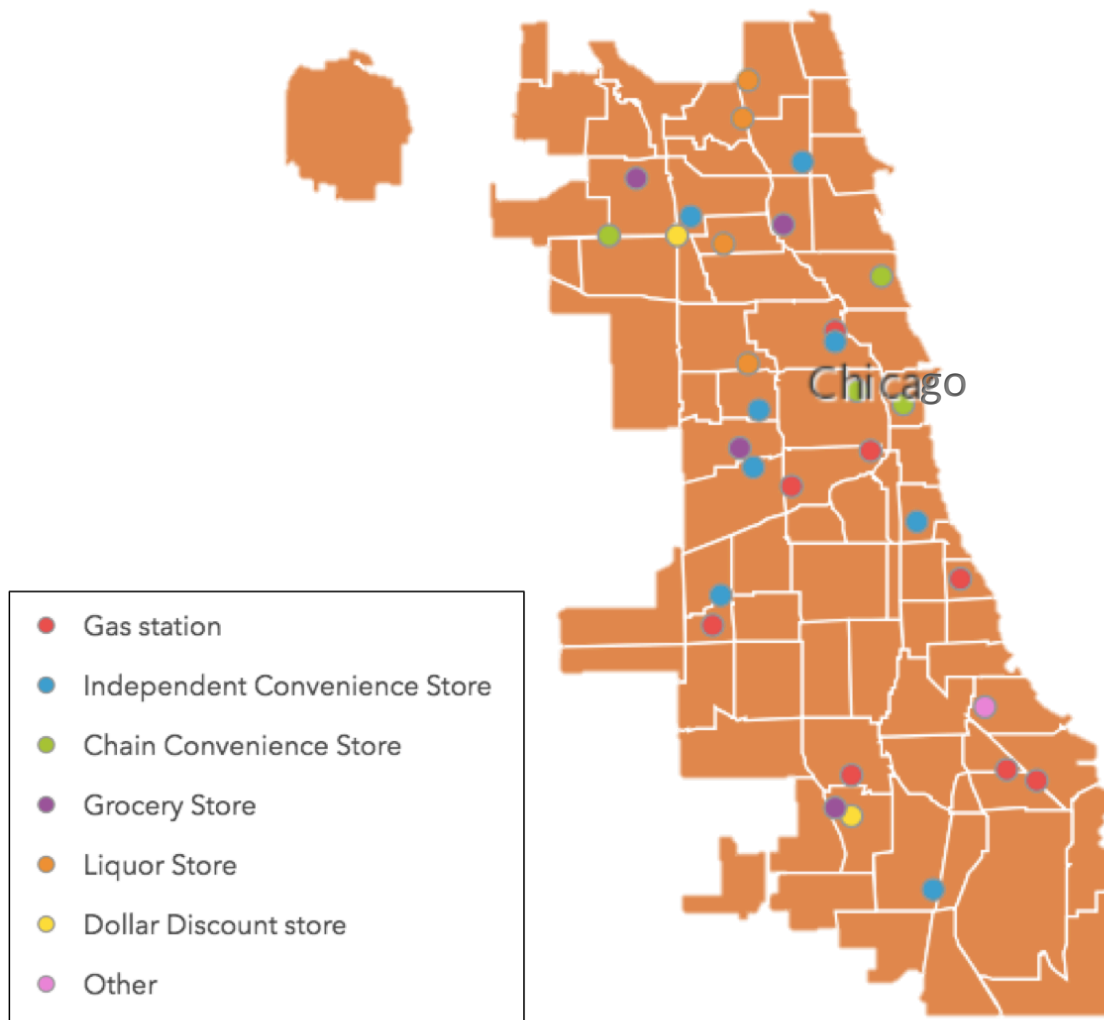 Chicago
Gas station
Independent Convenience Store
Chain Convenience Store
Grocery Store
Liquor Store
Dollar Discount store
Other